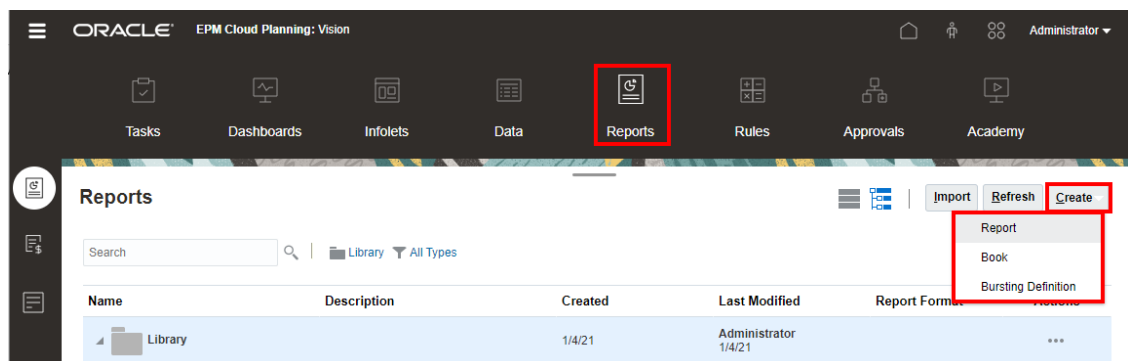 ORACLE® EPM Cloud Planning: Vision Administrator
Tasks Dashboards Infolets Data Reports Rules Approvals Academy
Reports Import Refresh Create
Report
Search Library All Types
Book
Bursting Definition
Name Description Created Last Modified Report Format Actions
Library 1/4/21 Administrator
1/4/21